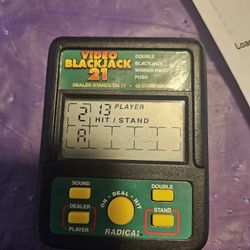 VIDEO
BLACKJACK
21
DOUBLE
BLACKJACK
WINNER
PUSH
DEALER STANDS ON 17
2 13 PLAYER
HIT / STAND
A
SOUND
DOUBLE
ON • DEAL • HIT
DEALER
PLAYER
STAND
RADICA
Loa